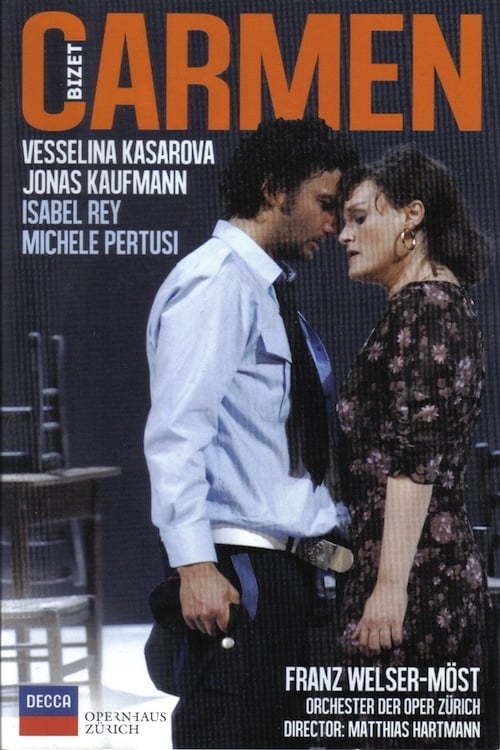 BIZET
CARMEN
VESSELINA KASAROVA
JONAS KAUFMANN
ISABEL REY
MICHELE PERTUSI
FRANZ WELSER-MÖST
ORCHESTER DER OPER ZÜRICH
DIRECTOR: MATTHIAS HARTMANN
DECCA
OPERNHAUS
ZÜRICH